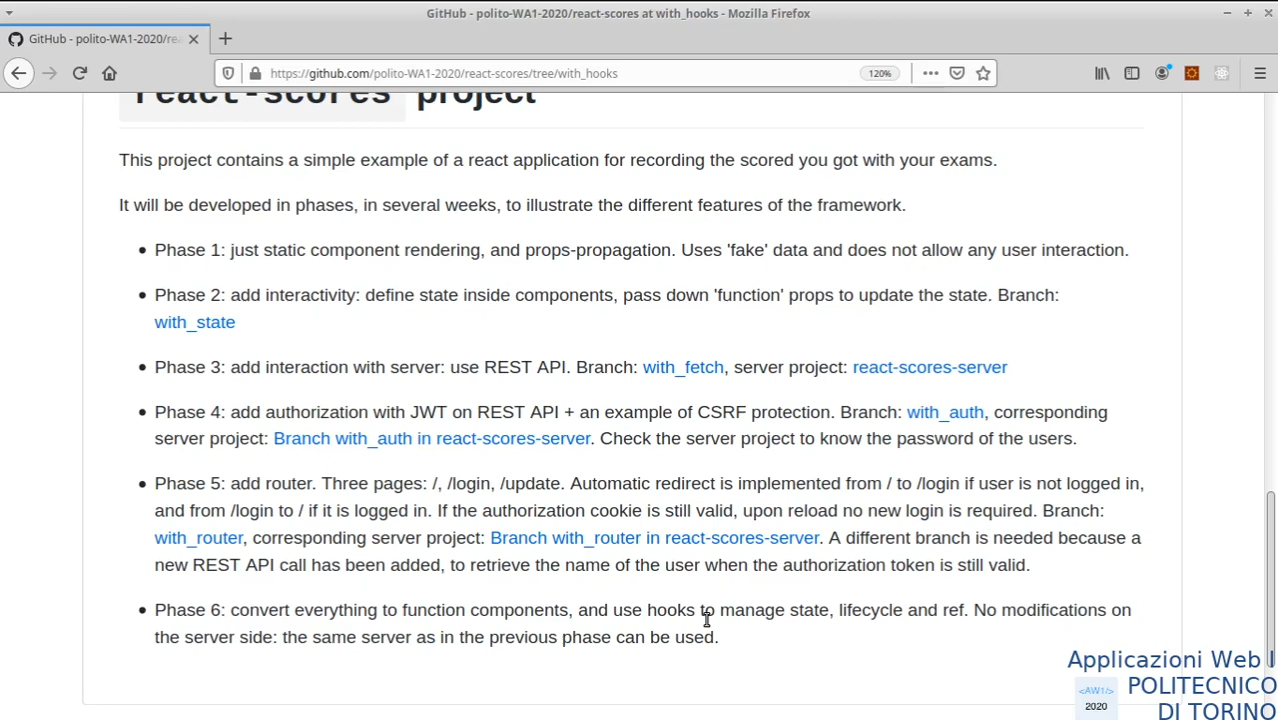 GitHub - polito-WA1-2020/react-scores at with_hooks - Mozilla Firefox
GitHub - polito-WA1-2020/re
https://github.com/polito-WA1-2020/react-scores/tree/with_hooks
120%
react-scores project
This project contains a simple example of a react application for recording the scored you got with your exams.
It will be developed in phases, in several weeks, to illustrate the different features of the framework.
• Phase 1: just static component rendering, and props-propagation. Uses 'fake' data and does not allow any user interaction.
• Phase 2: add interactivity: define state inside components, pass down 'function' props to update the state. Branch:
with_state
• Phase 3: add interaction with server: use REST API. Branch: with_fetch, server project: react-scores-server
• Phase 4: add authorization with JWT on REST API + an example of CSRF protection. Branch: with_auth, corresponding
server project: Branch with_auth in react-scores-server. Check the server project to know the password of the users.
• Phase 5: add router. Three pages: /, /login, /update. Automatic redirect is implemented from / to /login if user is not logged in,
and from /login to / if it is logged in. If the authorization cookie is still valid, upon reload no new login is required. Branch:
with_router, corresponding server project: Branch with_router in react-scores-server. A different branch is needed because a
new REST API call has been added, to retrieve the name of the user when the authorization token is still valid.
• Phase 6: convert everything to function components, and use hooks to manage state, lifecycle and ref. No modifications on
the server side: the same server as in the previous phase can be used.
Applicazioni Web I
POLITECNICO
DI TORINO
<AW1/>
2020